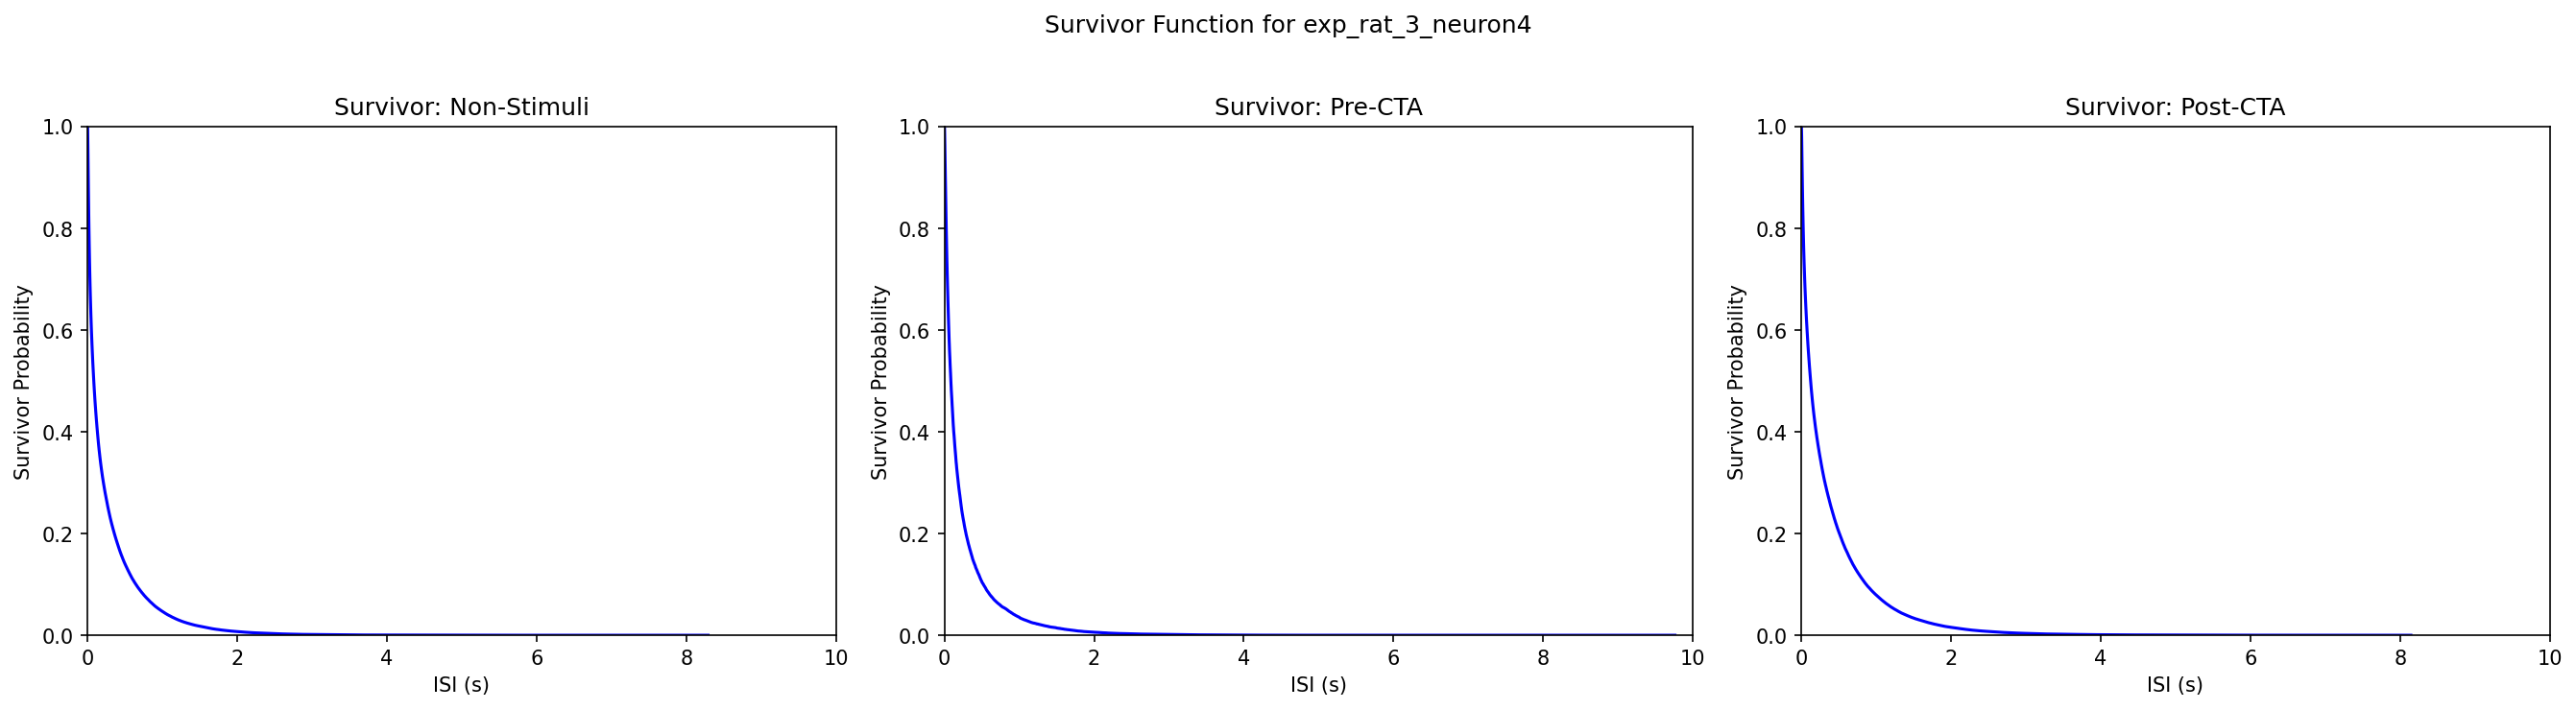 Survivor Function for exp_rat_3_neuron4
Survivor: Non-Stimuli
Survivor Probability
1.0
0.8
0.6
0.4
0.2
0.0
0 2 4 6 8 10
ISI (s)
Survivor: Pre-CTA
Survivor Probability
1.0
0.8
0.6
0.4
0.2
0.0
0 2 4 6 8 10
ISI (s)
Survivor: Post-CTA
Survivor Probability
1.0
0.8
0.6
0.4
0.2
0.0
0 2 4 6 8 10
ISI (s)